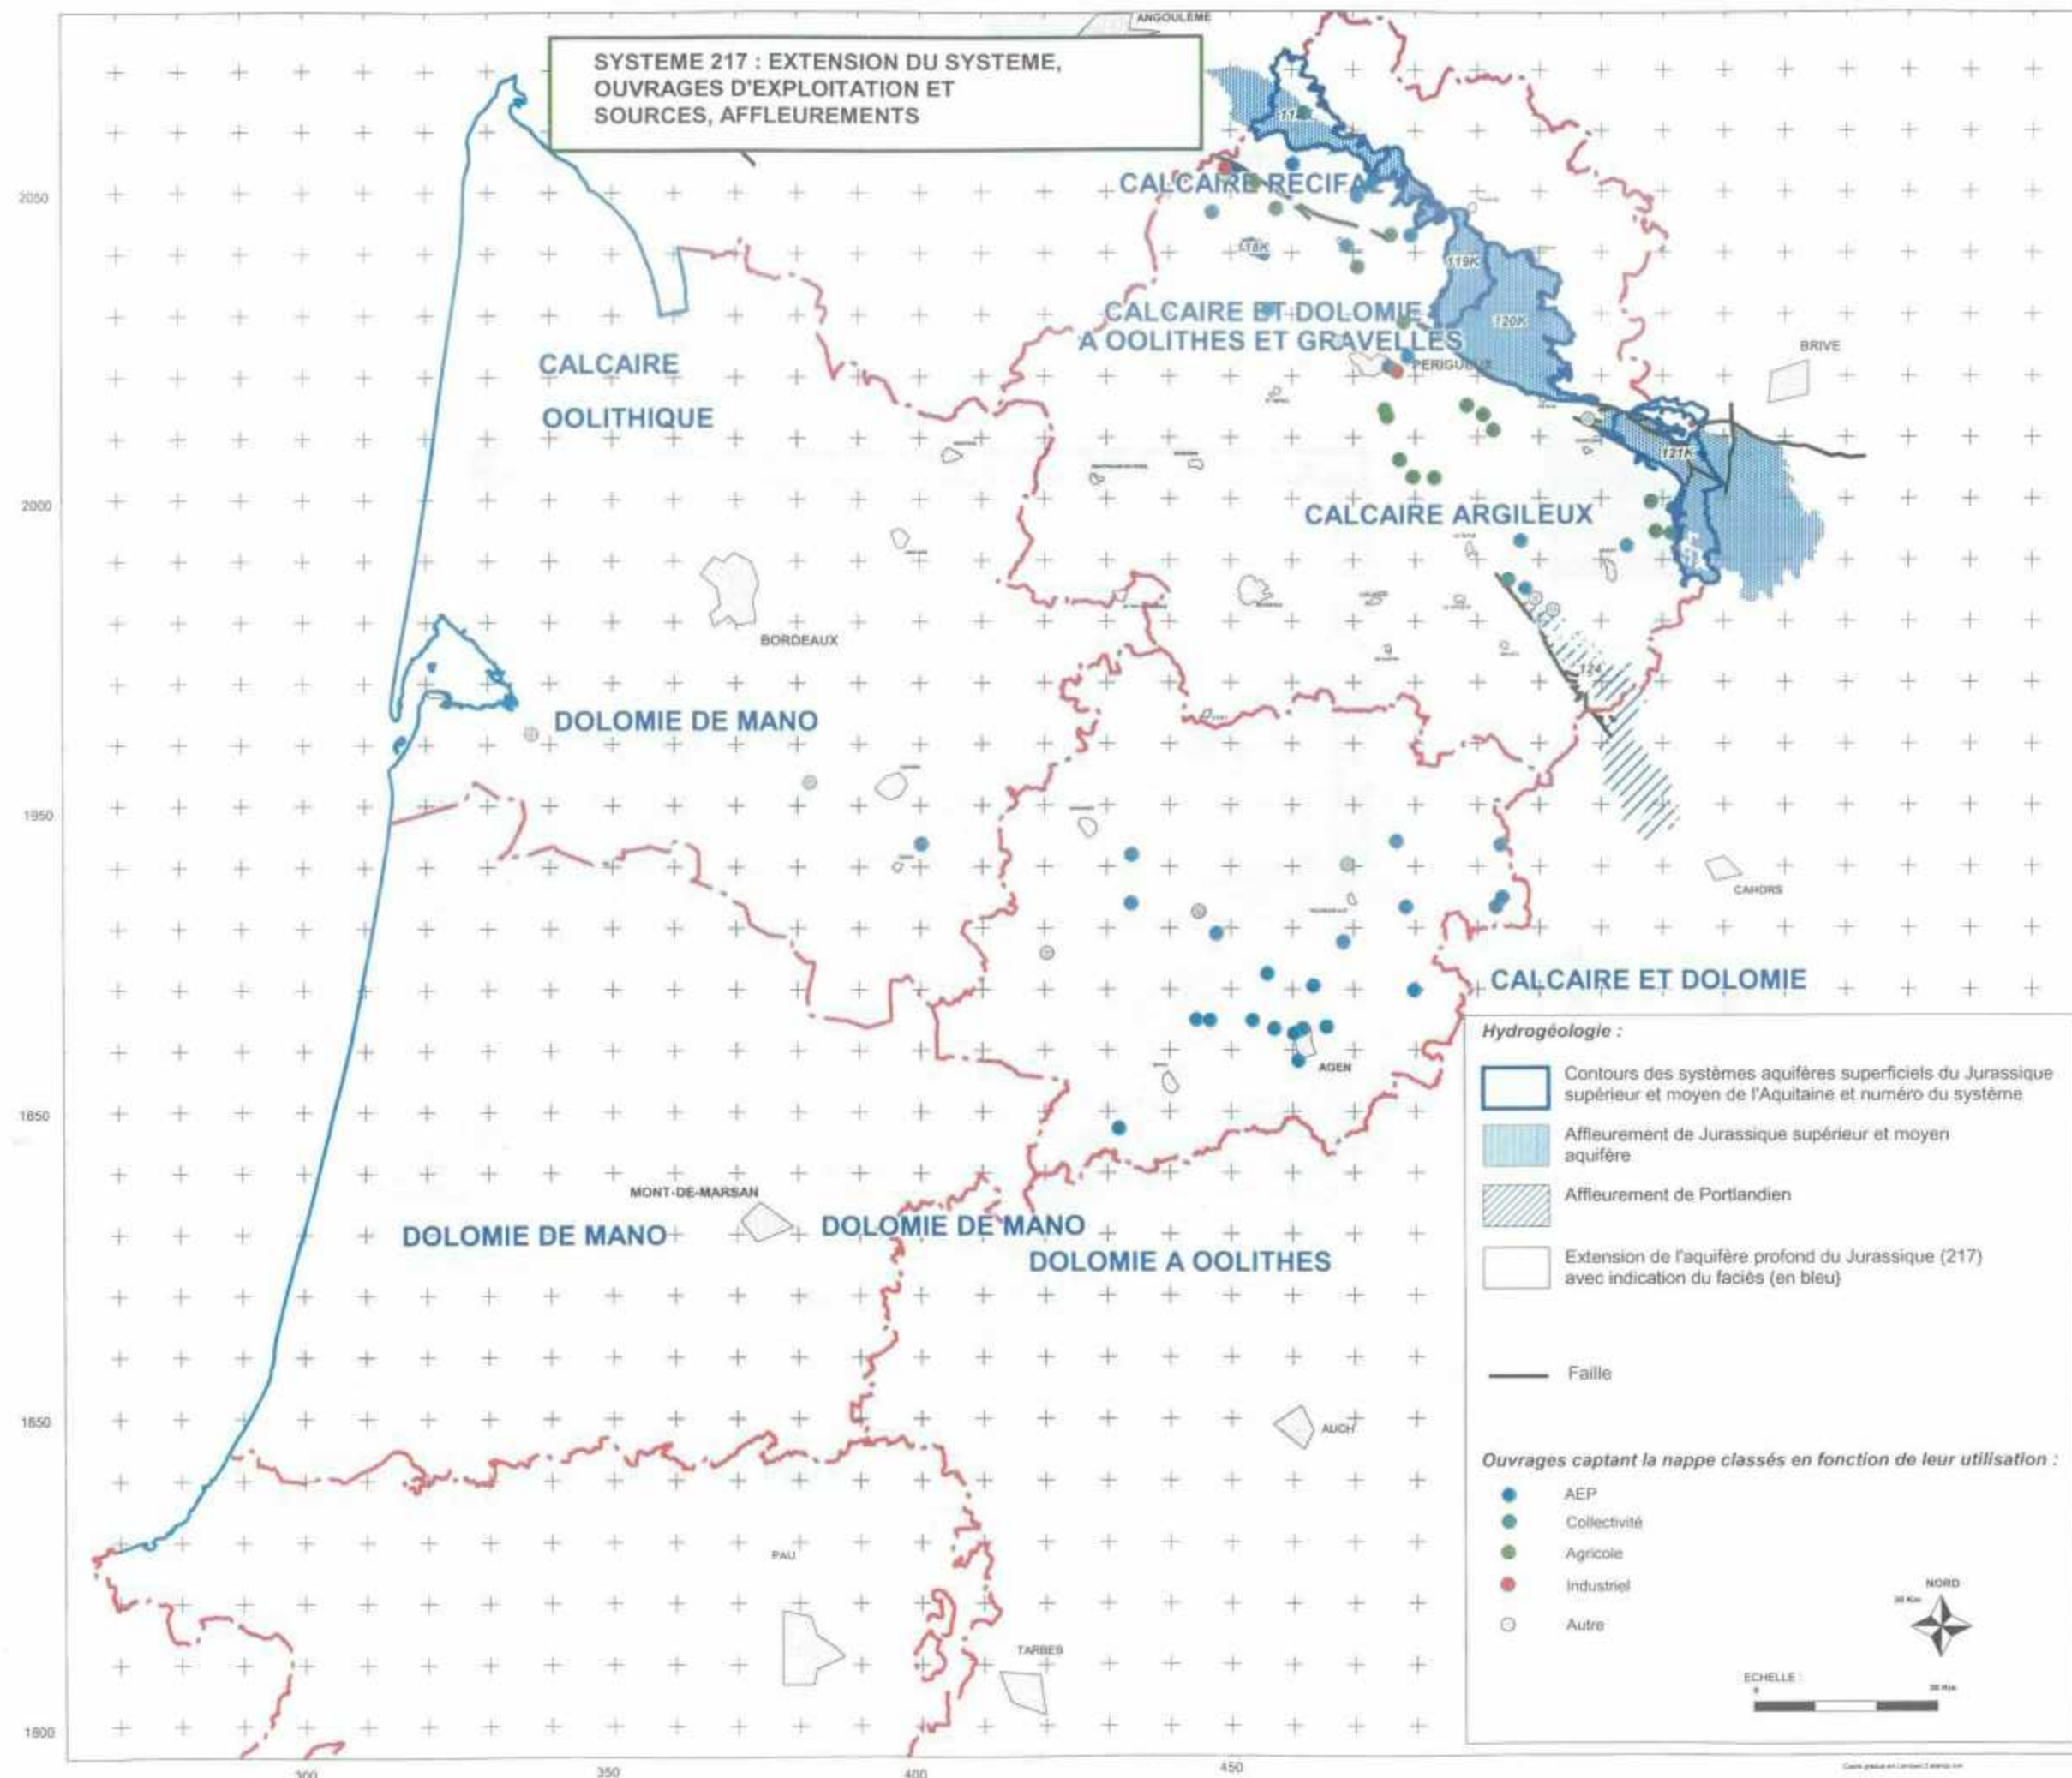 ANGOULEME
SYSTEME 217 : EXTENSION DU SYSTEME,
OUVRAGES D'EXPLOITATION ET
SOURCES, AFFLEUREMENTS
2050
CALCAIRE RECIFAL
118K
119K
CALCAIRE ET DOLOMIE
A OOLITHES ET GRAVELLES
120K
PERIGUEUX
BRIVE
CALCAIRE
OOLITHIQUE
121K
2000
CALCAIRE ARGILEUX
BORDEAUX
124
DOLOMIE DE MANO
1950
CAHORS
CALCAIRE ET DOLOMIE
AGEN
1850
MONT-DE-MARSAN
DOLOMIE DE MANO
DOLOMIE DE MANO
DOLOMIE A OOLITHES
AUCH
1850
PAU
TARBES
1800
300
350
400
450
Hydrogéologie :
Contours des systèmes aquifères superficiels du Jurassique
supérieur et moyen de l'Aquitaine et numéro du système
Affleurement de Jurassique supérieur et moyen
aquifère
Affleurement de Portlandien
Extension de l'aquifère profond du Jurassique (217)
avec indication du faciès (en bleu)
Faille
Ouvrages captant la nappe classés en fonction de leur utilisation :
AEP
Collectivité
Agricole
Industriel
Autre
NORD
30 Km
ECHELLE :
0